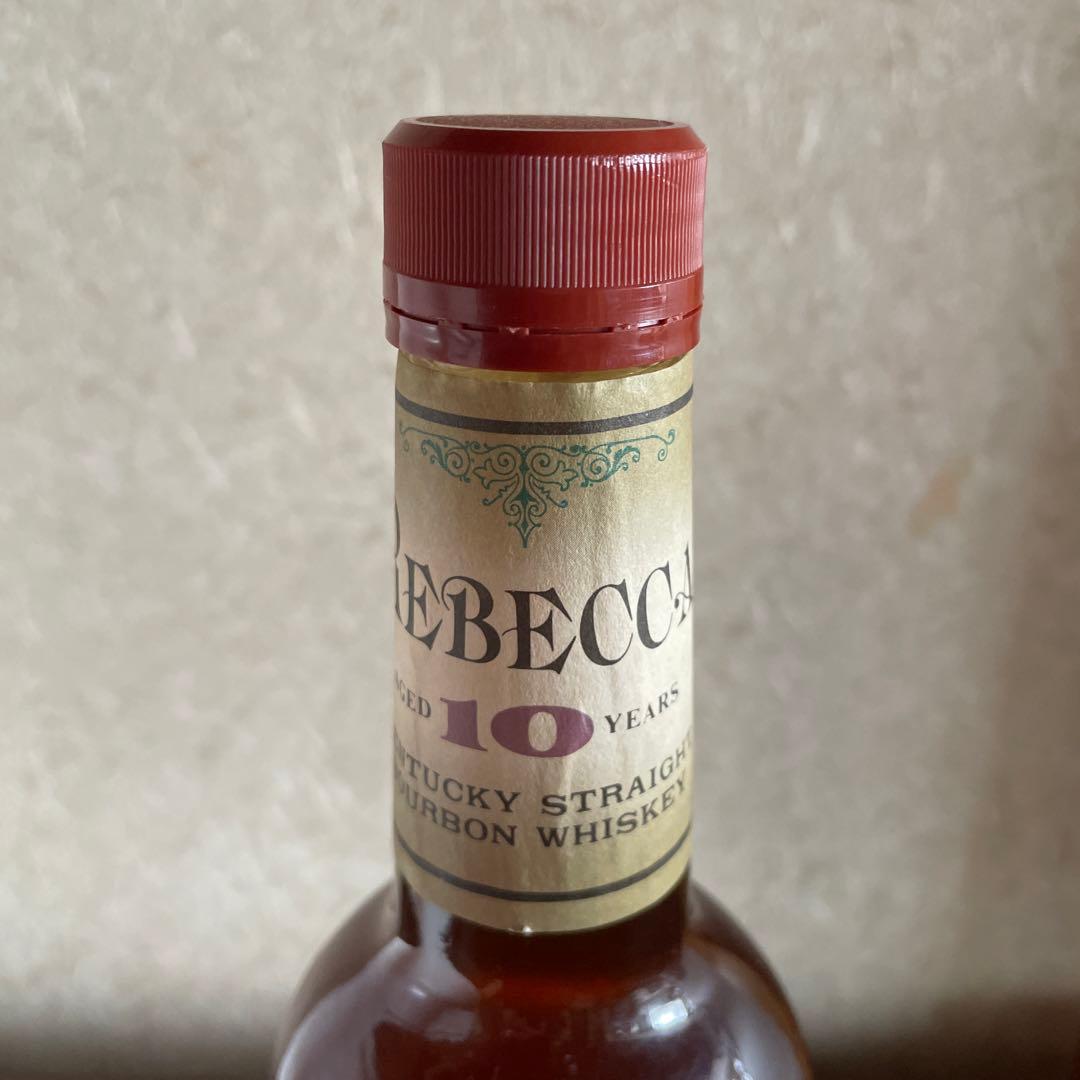 REBECCA
AGED 10 YEARS
KENTUCKY STRAIGHT
BOURBON WHISKEY